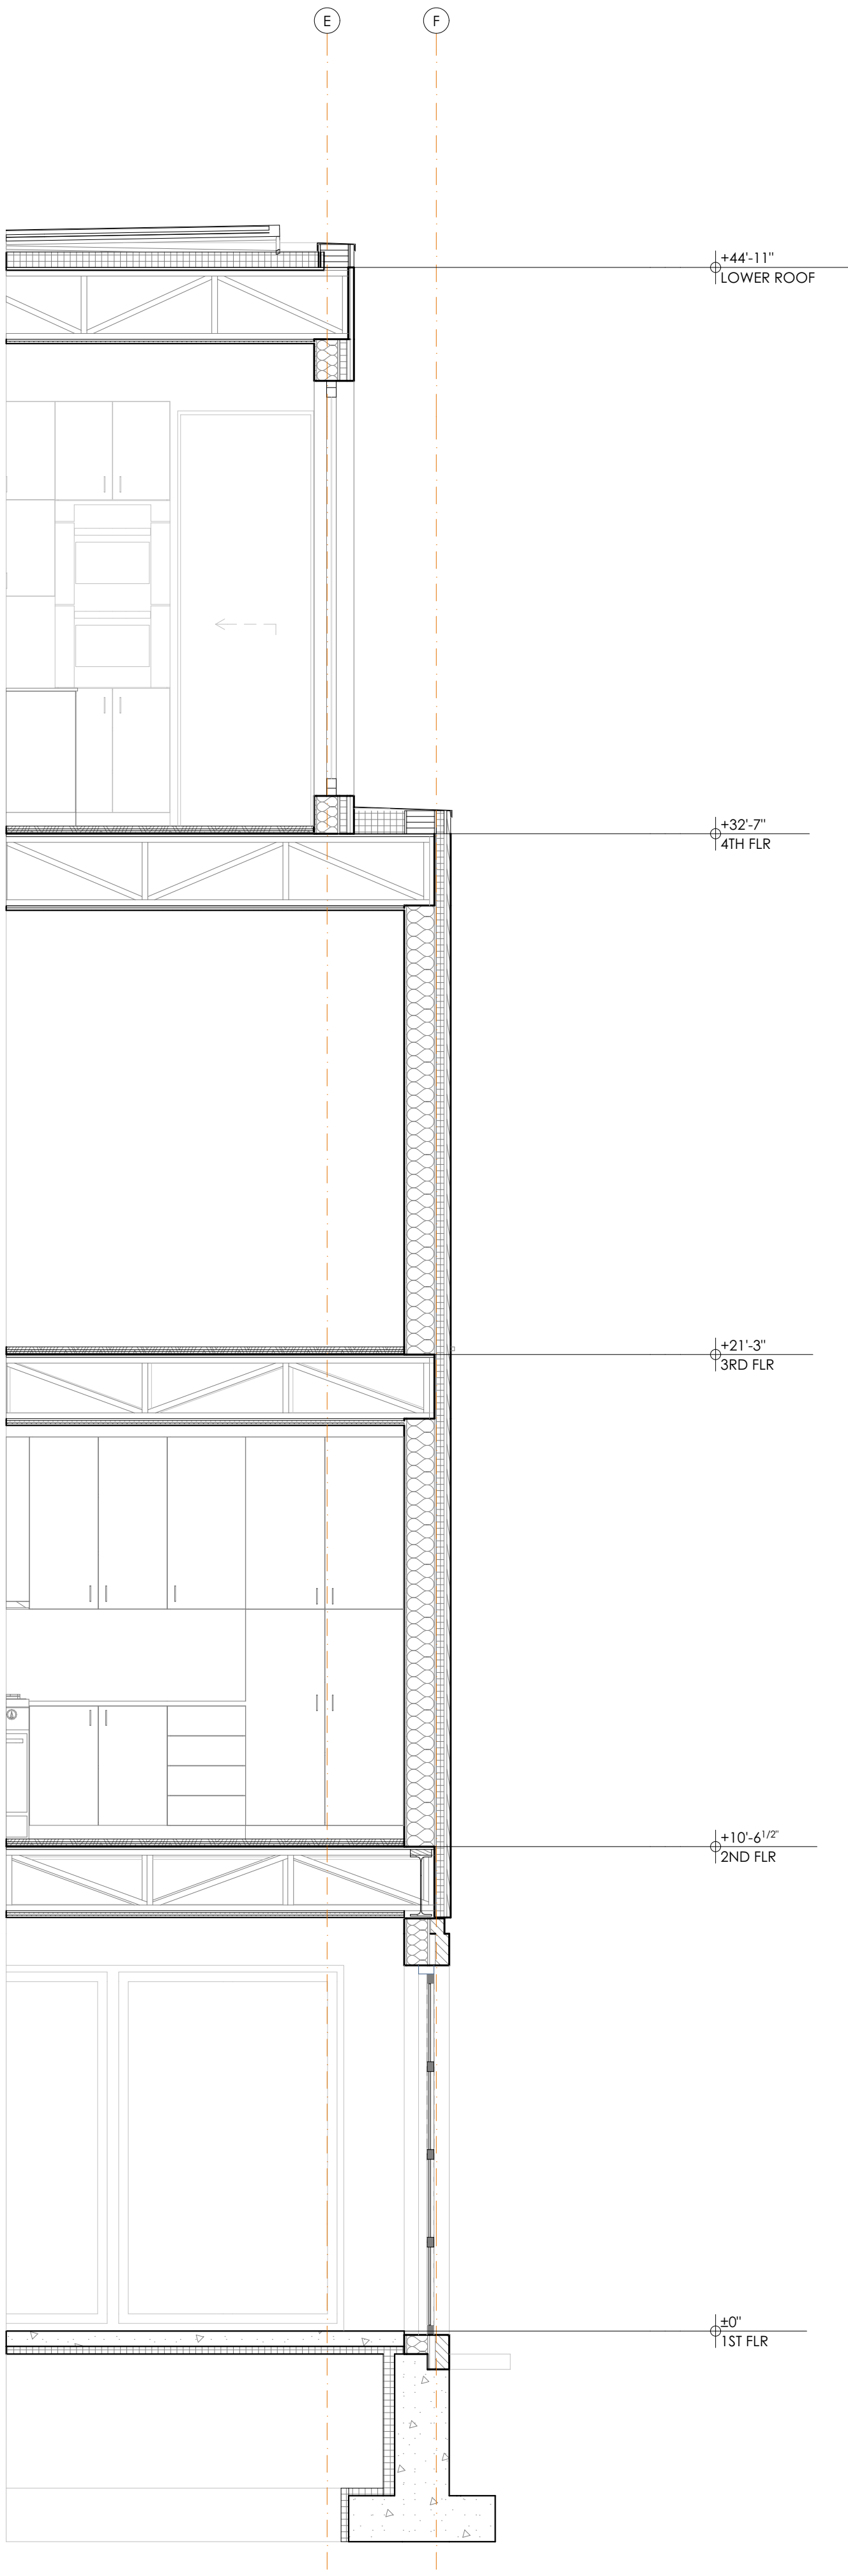 E
F
+44'-11"
LOWER ROOF
+32'-7"
4TH FLR
+21'-3"
3RD FLR
+10'-6 1/2"
2ND FLR
±0"
1ST FLR